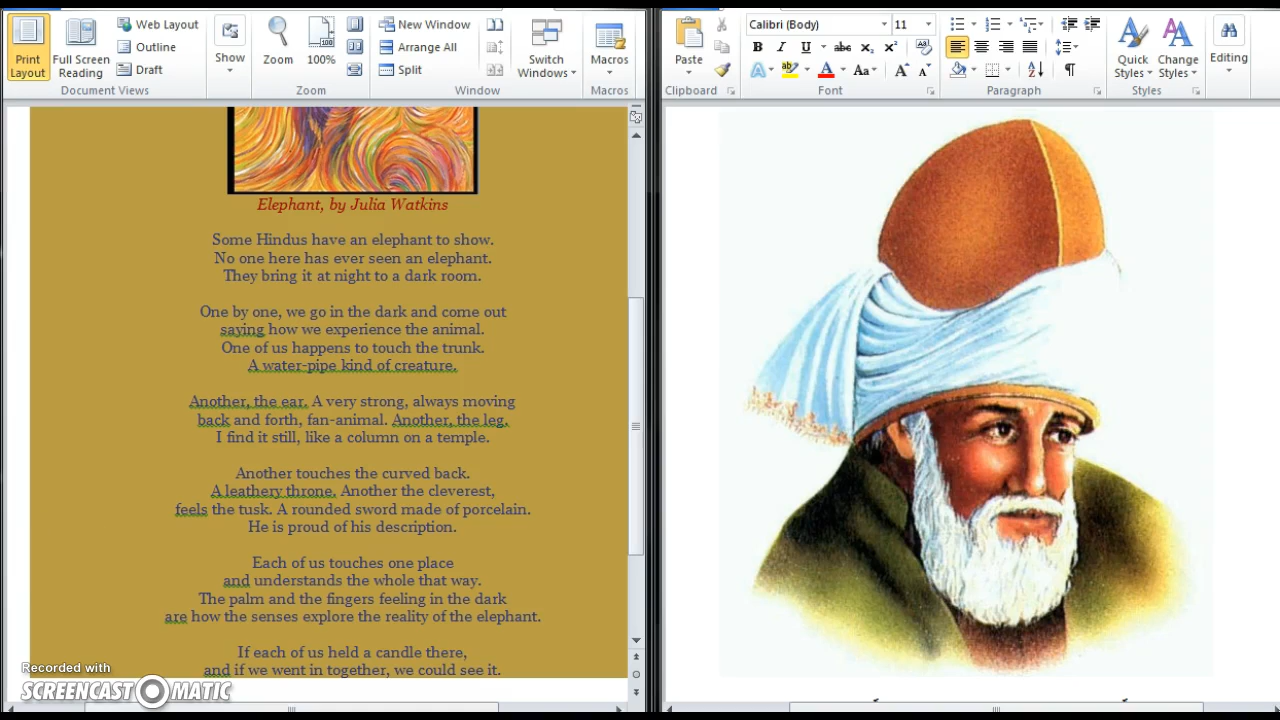 Print
Layout
Full Screen
Reading
Web Layout
Outline
Draft
Document Views
Show
Zoom
100
100%
Zoom
New Window
Arrange All
Split
Switch
Windows
Window
Macros
Macros
Paste
Clipboard
Calibri (Body)
11
B I U abc x₂ x²
A ab A Aa A A
Font
Paragraph
Quick
Styles
Change
Styles
Styles
Editing
Elephant, by Julia Watkins
Some Hindus have an elephant to show.
No one here has ever seen an elephant.
They bring it at night to a dark room.
One by one, we go in the dark and come out
saying how we experience the animal.
One of us happens to touch the trunk.
A water-pipe kind of creature.
Another, the ear. A very strong, always moving
back and forth, fan-animal. Another, the leg.
I find it still, like a column on a temple.
Another touches the curved back.
A leathery throne. Another the cleverest,
feels the tusk. A rounded sword made of porcelain.
He is proud of his description.
Each of us touches one place
and understands the whole that way.
The palm and the fingers feeling in the dark
are how the senses explore the reality of the elephant.
If each of us held a candle there,
and if we went in together, we could see it.
Recorded with
SCREENCAST O MATIC